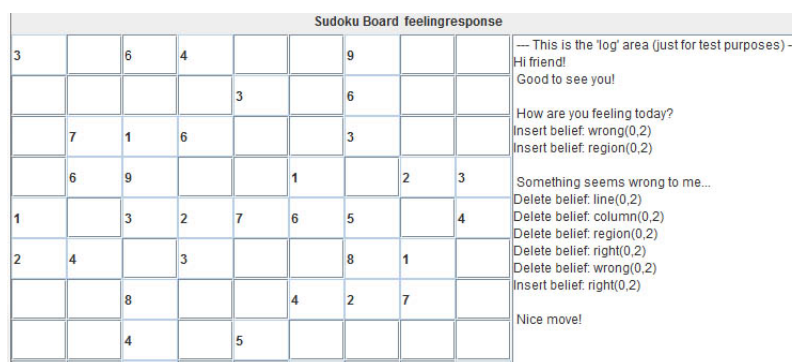 Sudoku Board feelingresponse
3 6 4 9
3 6
7 1 6 3
6 9 1 2 3
1 3 2 7 6 5 4
2 4 3 8 1
8 4 2 7
4 5
--- This is the 'log' area (just for test purposes) -
Hi friend!
Good to see you!
How are you feeling today?
Insert belief: wrong(0,2)
Insert belief: region(0,2)
Something seems wrong to me...
Delete belief: line(0,2)
Delete belief: column(0,2)
Delete belief: region(0,2)
Delete belief: right(0,2)
Delete belief: wrong(0,2)
Insert belief: right(0,2)
Nice move!